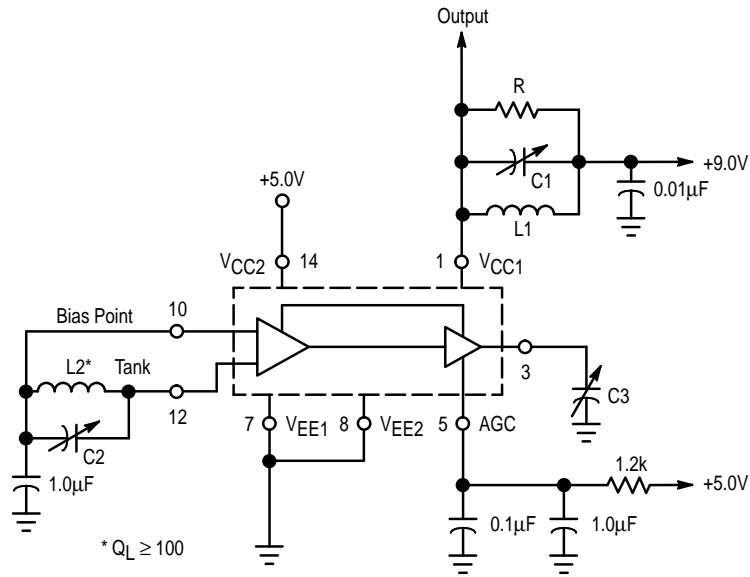 Output
R
C1
+9.0V
0.01μF
L1
+5.0V
VCC2
14
1
VCC1
Bias Point
10
L2*
Tank
12
3
C3
C2
7
VEE1
8
VEE2
5
AGC
1.0μF
1.2k
+5.0V
0.1μF
1.0μF
* QL ≥ 100